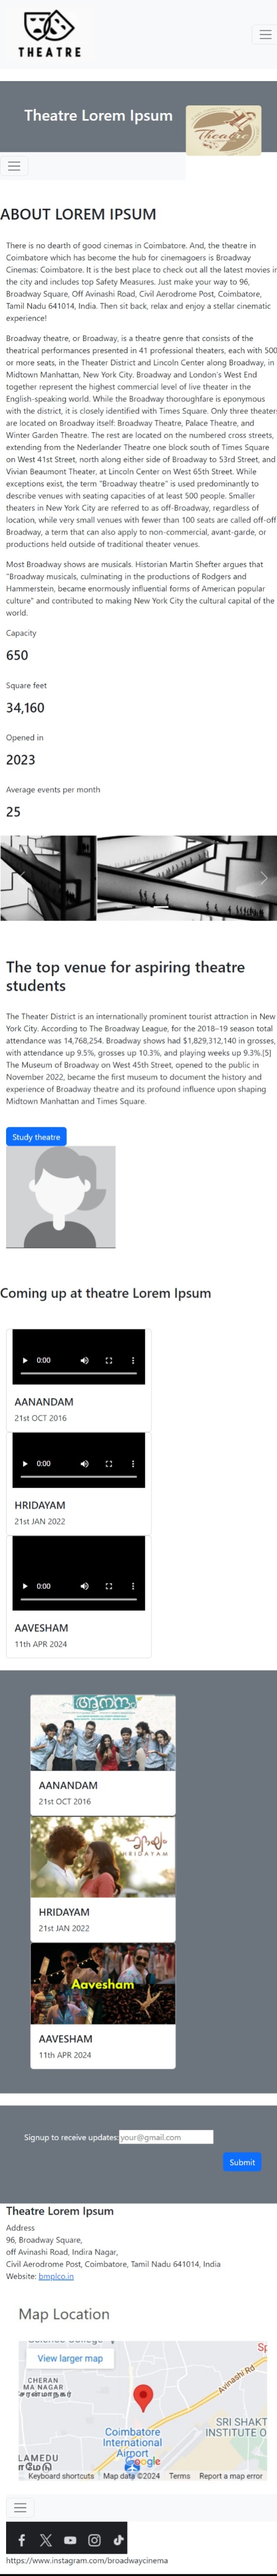 THEATRE
Theatre Lorem Ipsum
Theatre
ABOUT LOREM IPSUM
There is no dearth of good cinemas in Coimbatore. And, the theatre in
Coimbatore which has become the hub for cinemagoers is Broadway
Cinemas: Coimbatore. It is the best place to check out all the latest movies in
the city and includes top Safety Measures. Just make your way to 96,
Broadway Square, Off Avinashi Road, Civil Aerodrome Post, Coimbatore,
Tamil Nadu 641014, India. Then sit back, relax and enjoy a stellar cinematic
experience!
Broadway theatre, or Broadway, is a theatre genre that consists of the
theatrical performances presented in 41 professional theaters, each with 500
or more seats, in the Theater District and Lincoln Center along Broadway, in
Midtown Manhattan, New York City. Broadway and London's West End
together represent the highest commercial level of live theater in the
English-speaking world. While the Broadway thoroughfare is eponymous
with the district, it is closely identified with Times Square. Only three theaters
are located on Broadway itself: Broadway Theatre, Palace Theatre, and
Winter Garden Theatre. The rest are located on the numbered cross streets,
extending from the Nederlander Theatre one block south of Times Square
on West 41st Street, north along either side of Broadway to 53rd Street, and
Vivian Beaumont Theater, at Lincoln Center on West 65th Street. While
exceptions exist, the term "Broadway theatre" is used predominantly to
describe venues with seating capacities of at least 500 people. Smaller
theaters in New York City are referred to as off-Broadway, regardless of
location, while very small venues with fewer than 100 seats are called off-off-
Broadway, a term that can also apply to non-commercial, avant-garde, or
productions held outside of traditional theater venues.
Most Broadway shows are musicals. Historian Martin Shefter argues that
"Broadway musicals, culminating in the productions of Rodgers and
Hammerstein, became enormously influential forms of American popular
culture" and contributed to making New York City the cultural capital of the
world.
Capacity
650
Square feet
34,160
Opened in
2023
Average events per month
25
The top venue for aspiring theatre
students
The Theater District is an internationally prominent tourist attraction in New
York City. According to The Broadway League, for the 2018–19 season total
attendance was 14,768,254. Broadway shows had $1,829,312,140 in grosses,
with attendance up 9.5%, grosses up 10.3%, and playing weeks up 9.3%.[5]
The Museum of Broadway on West 45th Street, opened to the public in
November 2022, became the first museum to document the history and
experience of Broadway theatre and its profound influence upon shaping
Midtown Manhattan and Times Square.
Study theatre
Coming up at theatre Lorem Ipsum
0:00
AANANDAM
21st OCT 2016
0:00
HRIDAYAM
21st JAN 2022
0:00
AAVESHAM
11th APR 2024
ആനന്ദം
AANANDAM
21st OCT 2016
ഹൃദയം
HRIDAYAM
HRIDAYAM
21st JAN 2022
Aavesham
AAVESHAM
11th APR 2024
Signup to receive updates: your@gmail.com
Submit
Theatre Lorem Ipsum
Address
96, Broadway Square,
off Avinashi Road, Indira Nagar,
Civil Aerodrome Post, Coimbatore, Tamil Nadu 641014, India
Website: bmplco.in
Map Location
View larger map
CHERAN
MA NAGAR
Avinashi Rd
SRI SHAKT
INSTITUTE O
Coimbatore
International
Airport
Google
Keyboard shortcuts Map data ©2024 Terms Report a map error
https://www.instagram.com/broadwaycinema